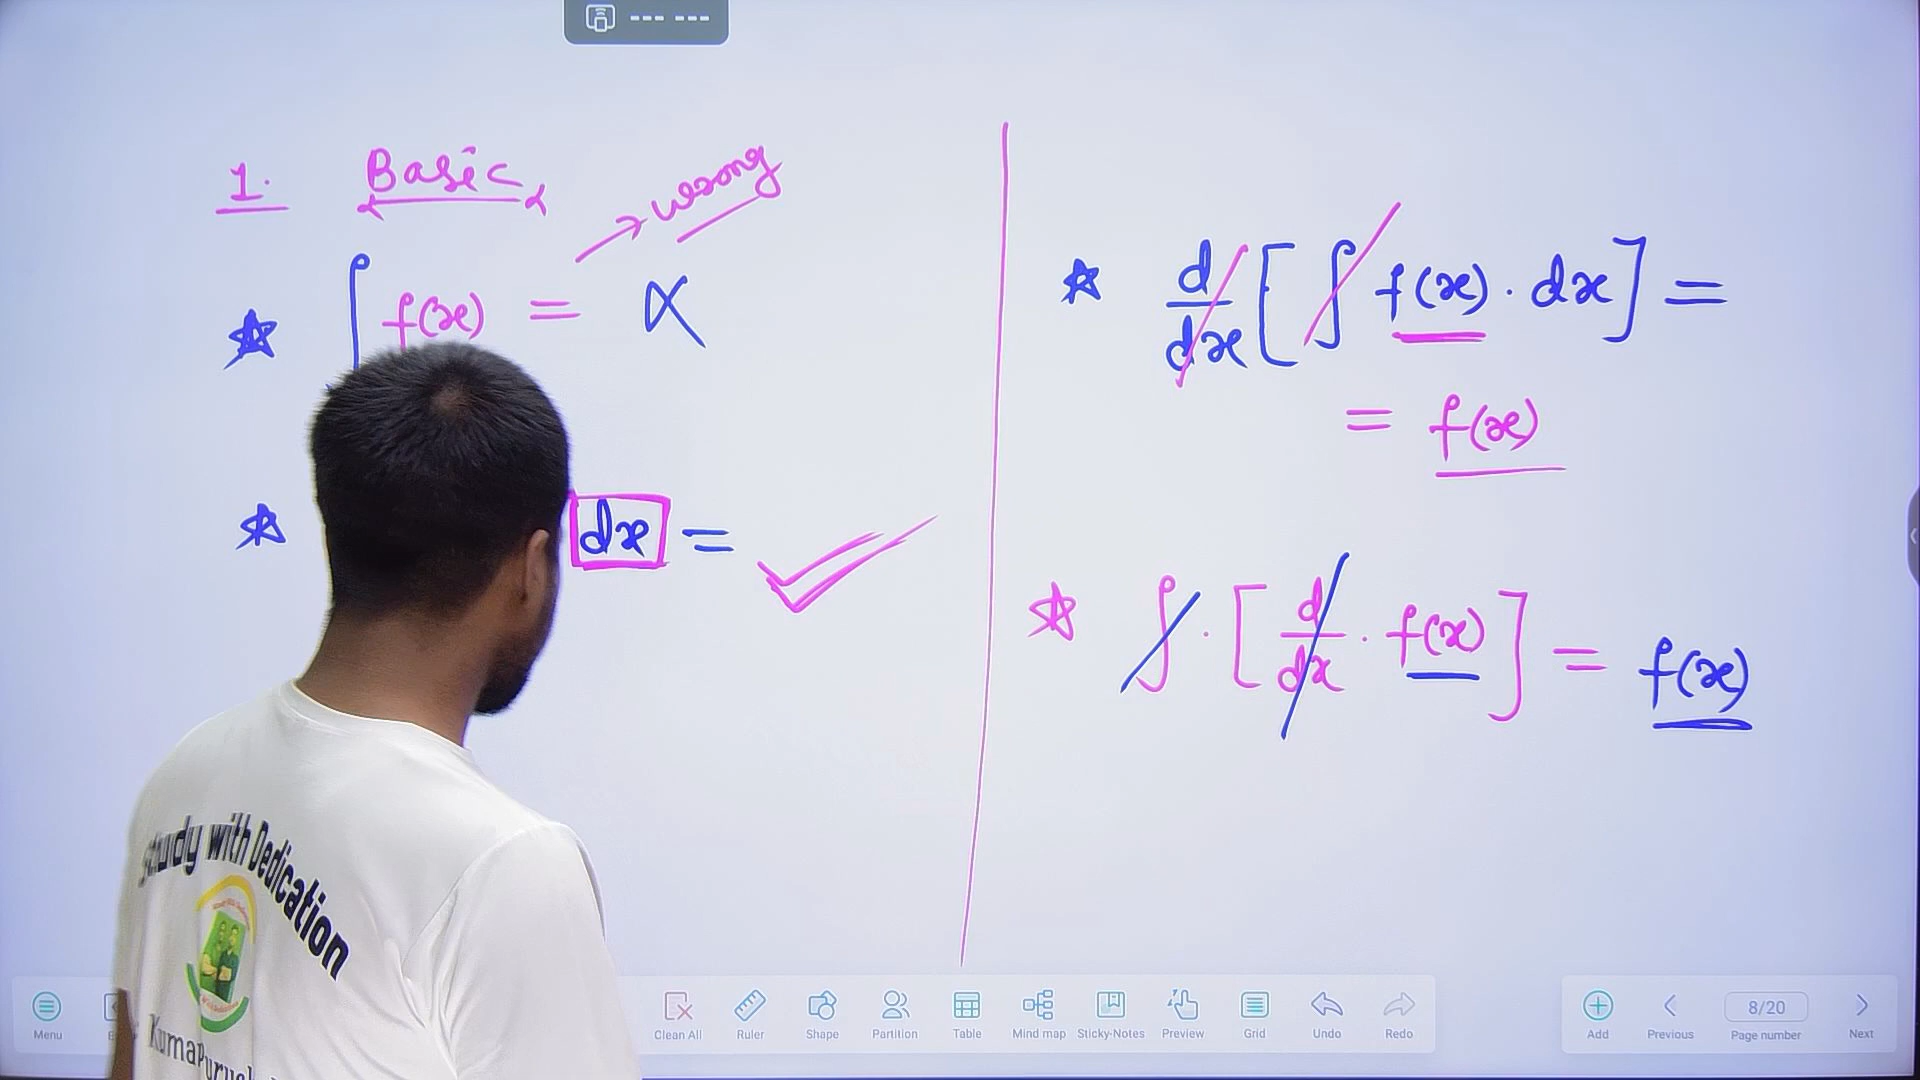 1. Basic
→ wrong
☆ ∫ f(x) = ×
☆ dx = ✓
☆ d/dx [ ∫ f(x) · dx ] =
= f(x)
☆ ∫ · [ d/dx · f(x) ] = f(x)
Study with Dedication
Menu
Clean All
Ruler
Shape
Partition
Table
Mind map
Sticky-Notes
Preview
Grid
Undo
Redo
Add
Previous
8/20
Page number
Next